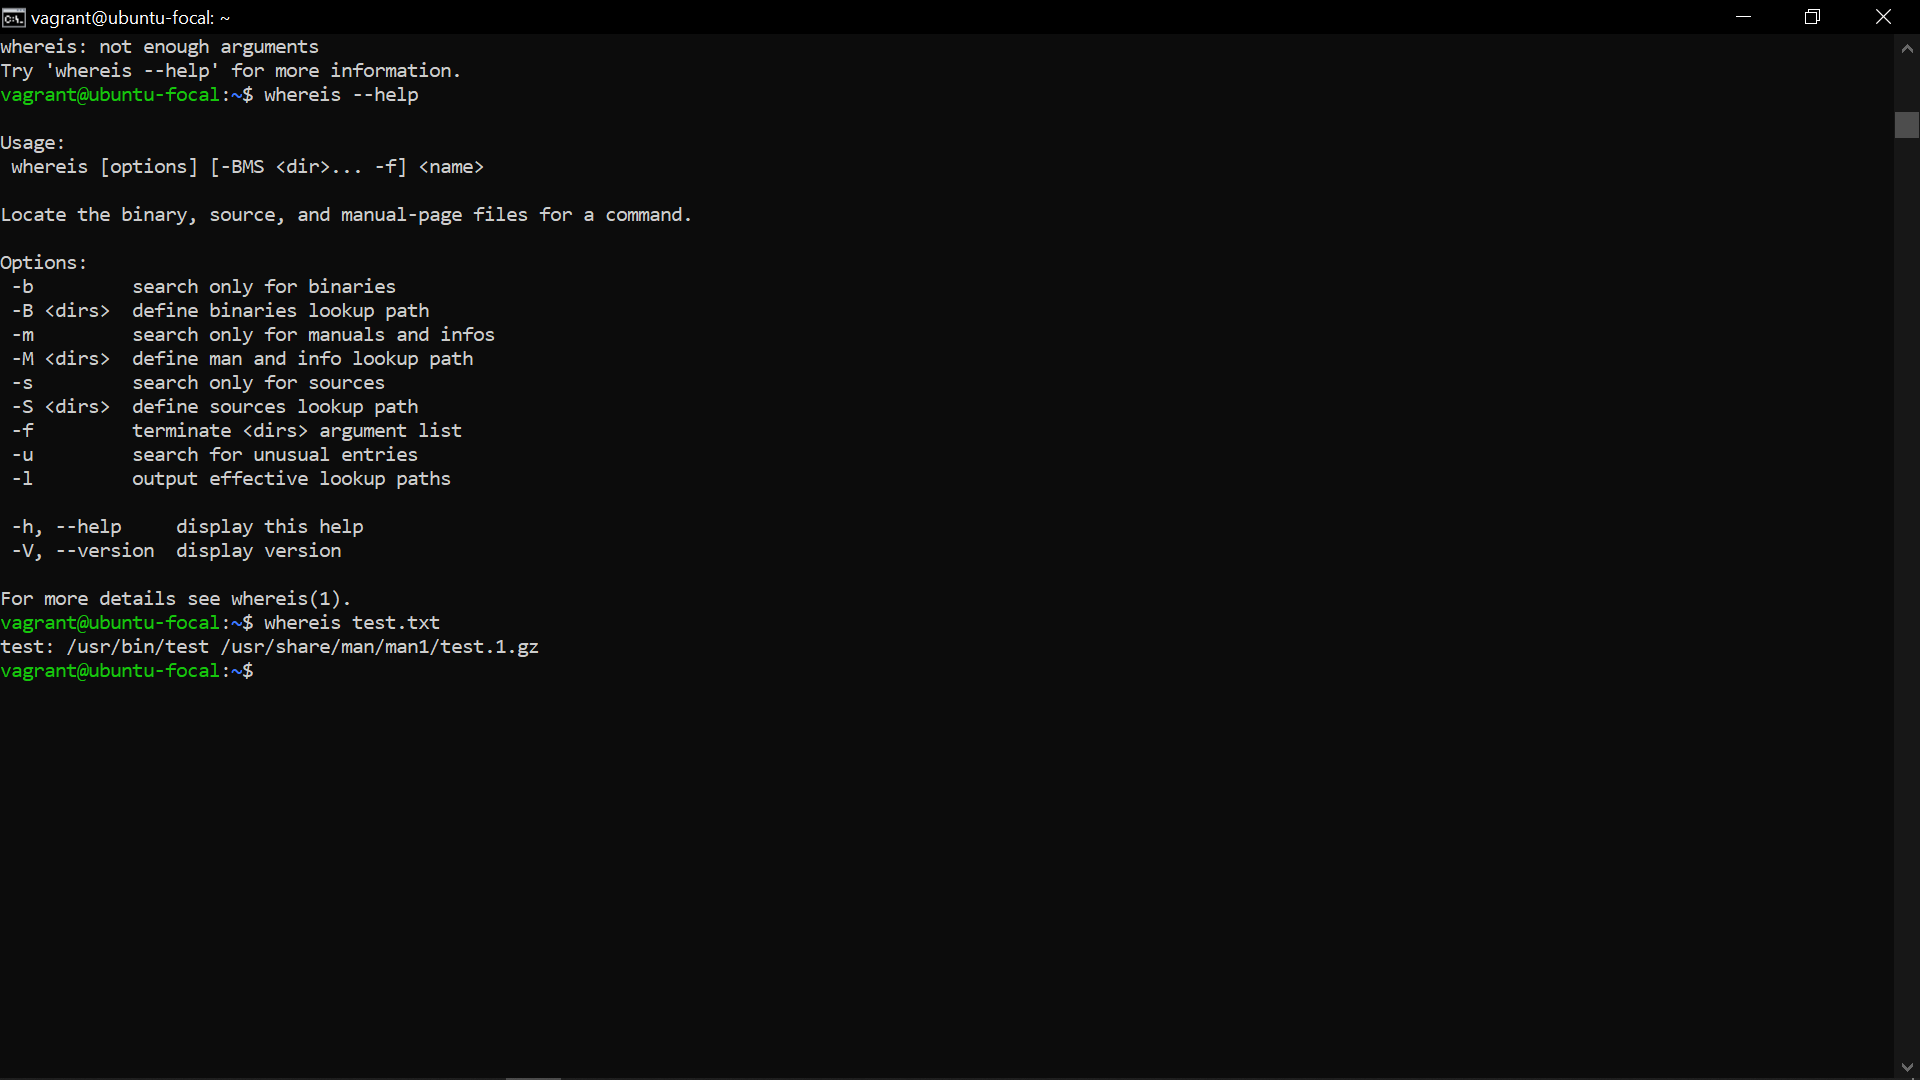 vagrant@ubuntu-focal: ~
whereis: not enough arguments
Try 'whereis --help' for more information.
vagrant@ubuntu-focal:~$ whereis --help

Usage:
 whereis [options] [-BMS <dir>... -f] <name>

Locate the binary, source, and manual-page files for a command.

Options:
 -b         search only for binaries
 -B <dirs>  define binaries lookup path
 -m         search only for manuals and infos
 -M <dirs>  define man and info lookup path
 -s         search only for sources
 -S <dirs>  define sources lookup path
 -f         terminate <dirs> argument list
 -u         search for unusual entries
 -l         output effective lookup paths

 -h, --help     display this help
 -V, --version  display version

For more details see whereis(1).
vagrant@ubuntu-focal:~$ whereis test.txt
test: /usr/bin/test /usr/share/man/man1/test.1.gz
vagrant@ubuntu-focal:~$